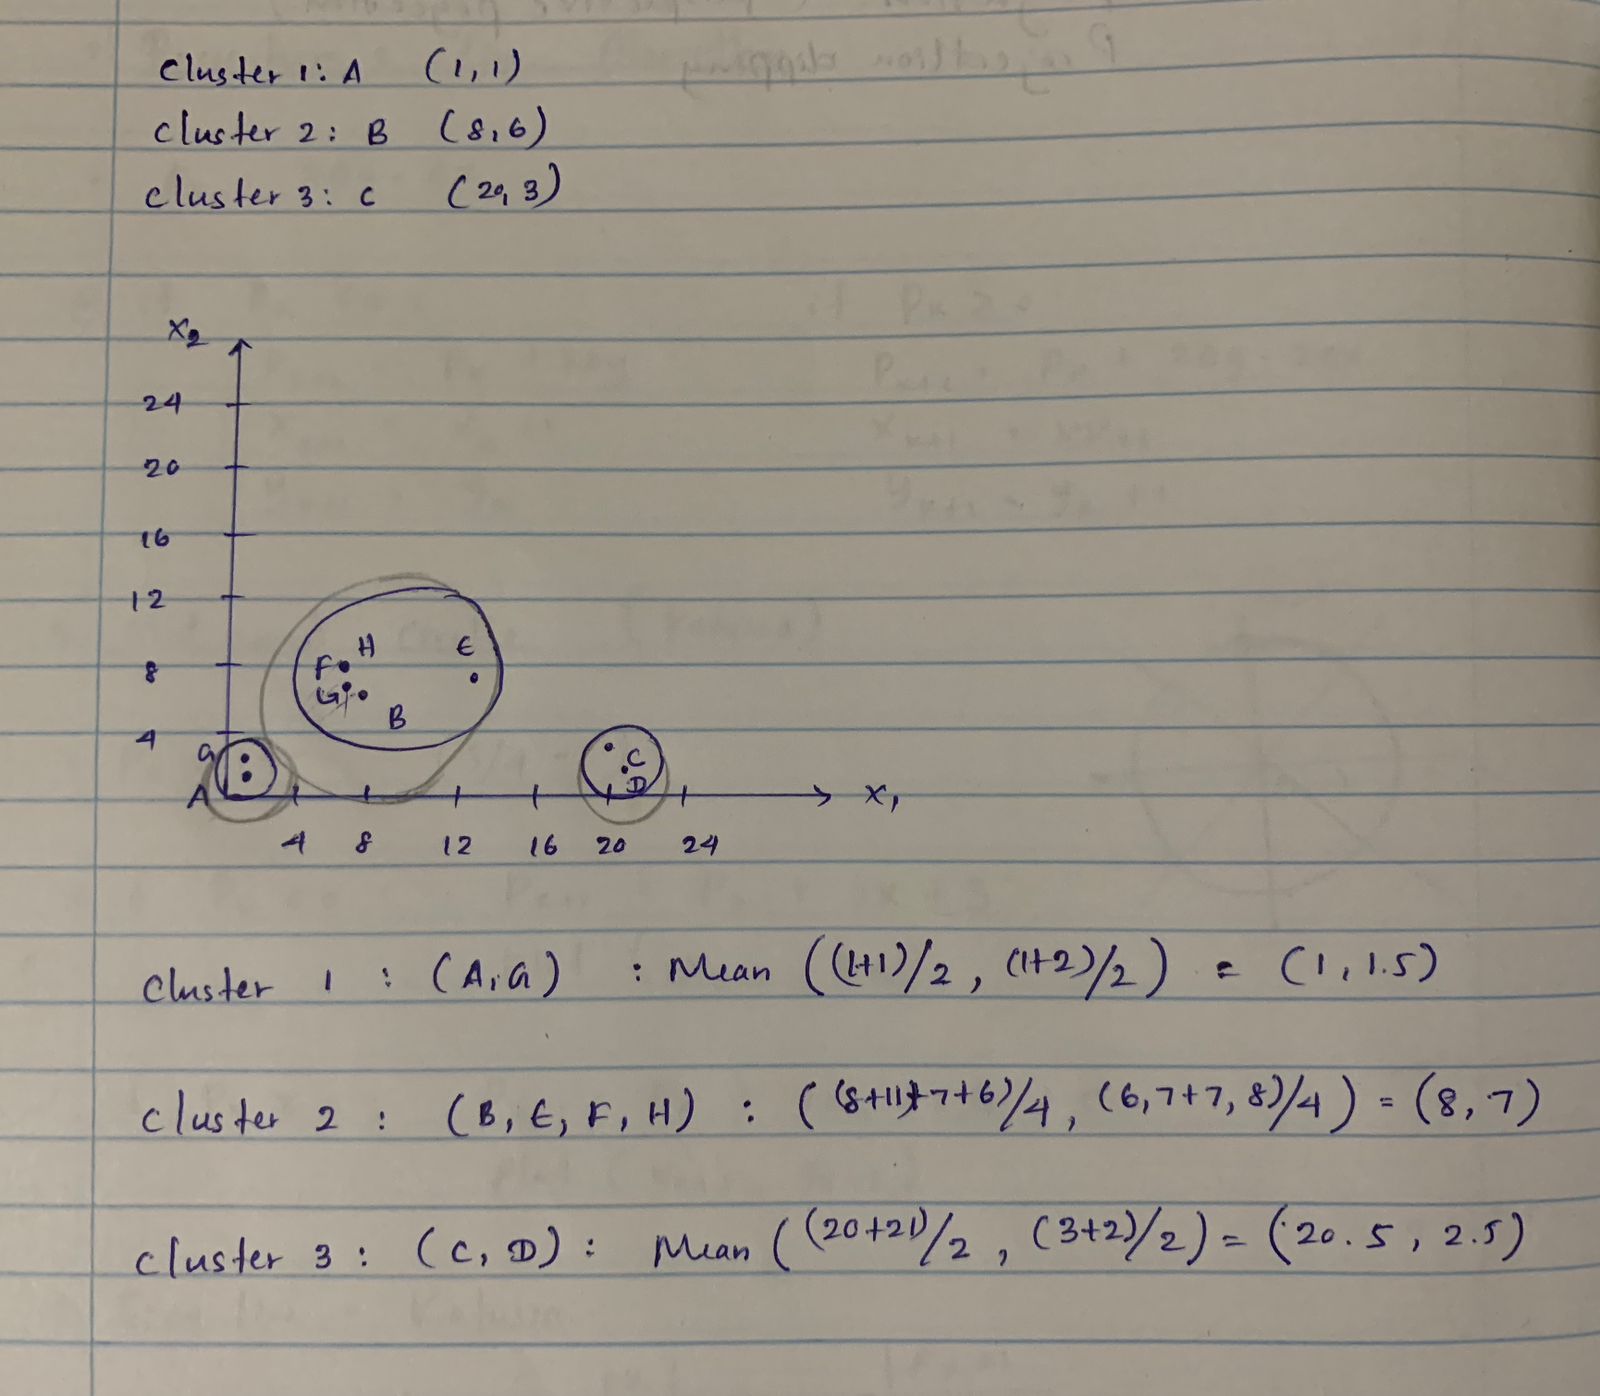 Cluster 1: A (1,1)
Cluster 2: B (8,6)
Cluster 3: C (20,3)
X2
24
20
16
12
8
4
F H E
G B
G C
A D X1
4 8 12 16 20 24
Cluster 1 : (A,G) : Mean ((1+1)/2, (1+2)/2) = (1,1.5)
Cluster 2 : (B, E, F, H) : ((8+11+7+6)/4, (6,7+7,8)/4) = (8,7)
Cluster 3 : (C, D) : Mean ((20+21)/2, (3+2)/2) = (20.5, 2.5)